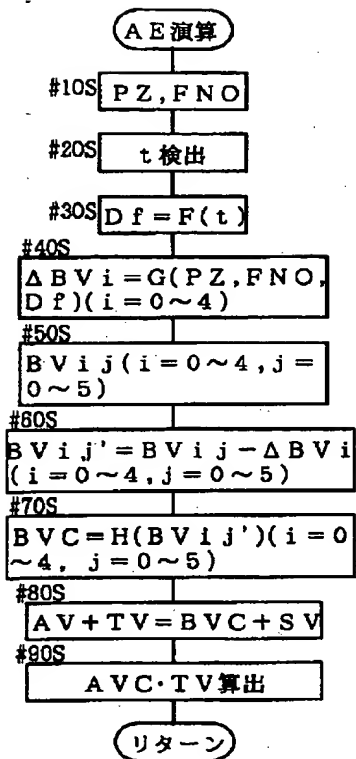 AE演算
#10S PZ,FNO
#20S t検出
#30S Df=F(t)
#40S
ΔBVi=G(PZ,FNO,
Df)(i=0~4)
#50S
BVij(i=0~4,j=
0~5)
#60S
BVij'=BVij-ΔBVi
(i=0~4,j=0~5)
#70S
BVC=H(BVij')(i=0
~4, j=0~5)
#80S
AV+TV=BVC+SV
#90S
AVC・TV算出
リターン